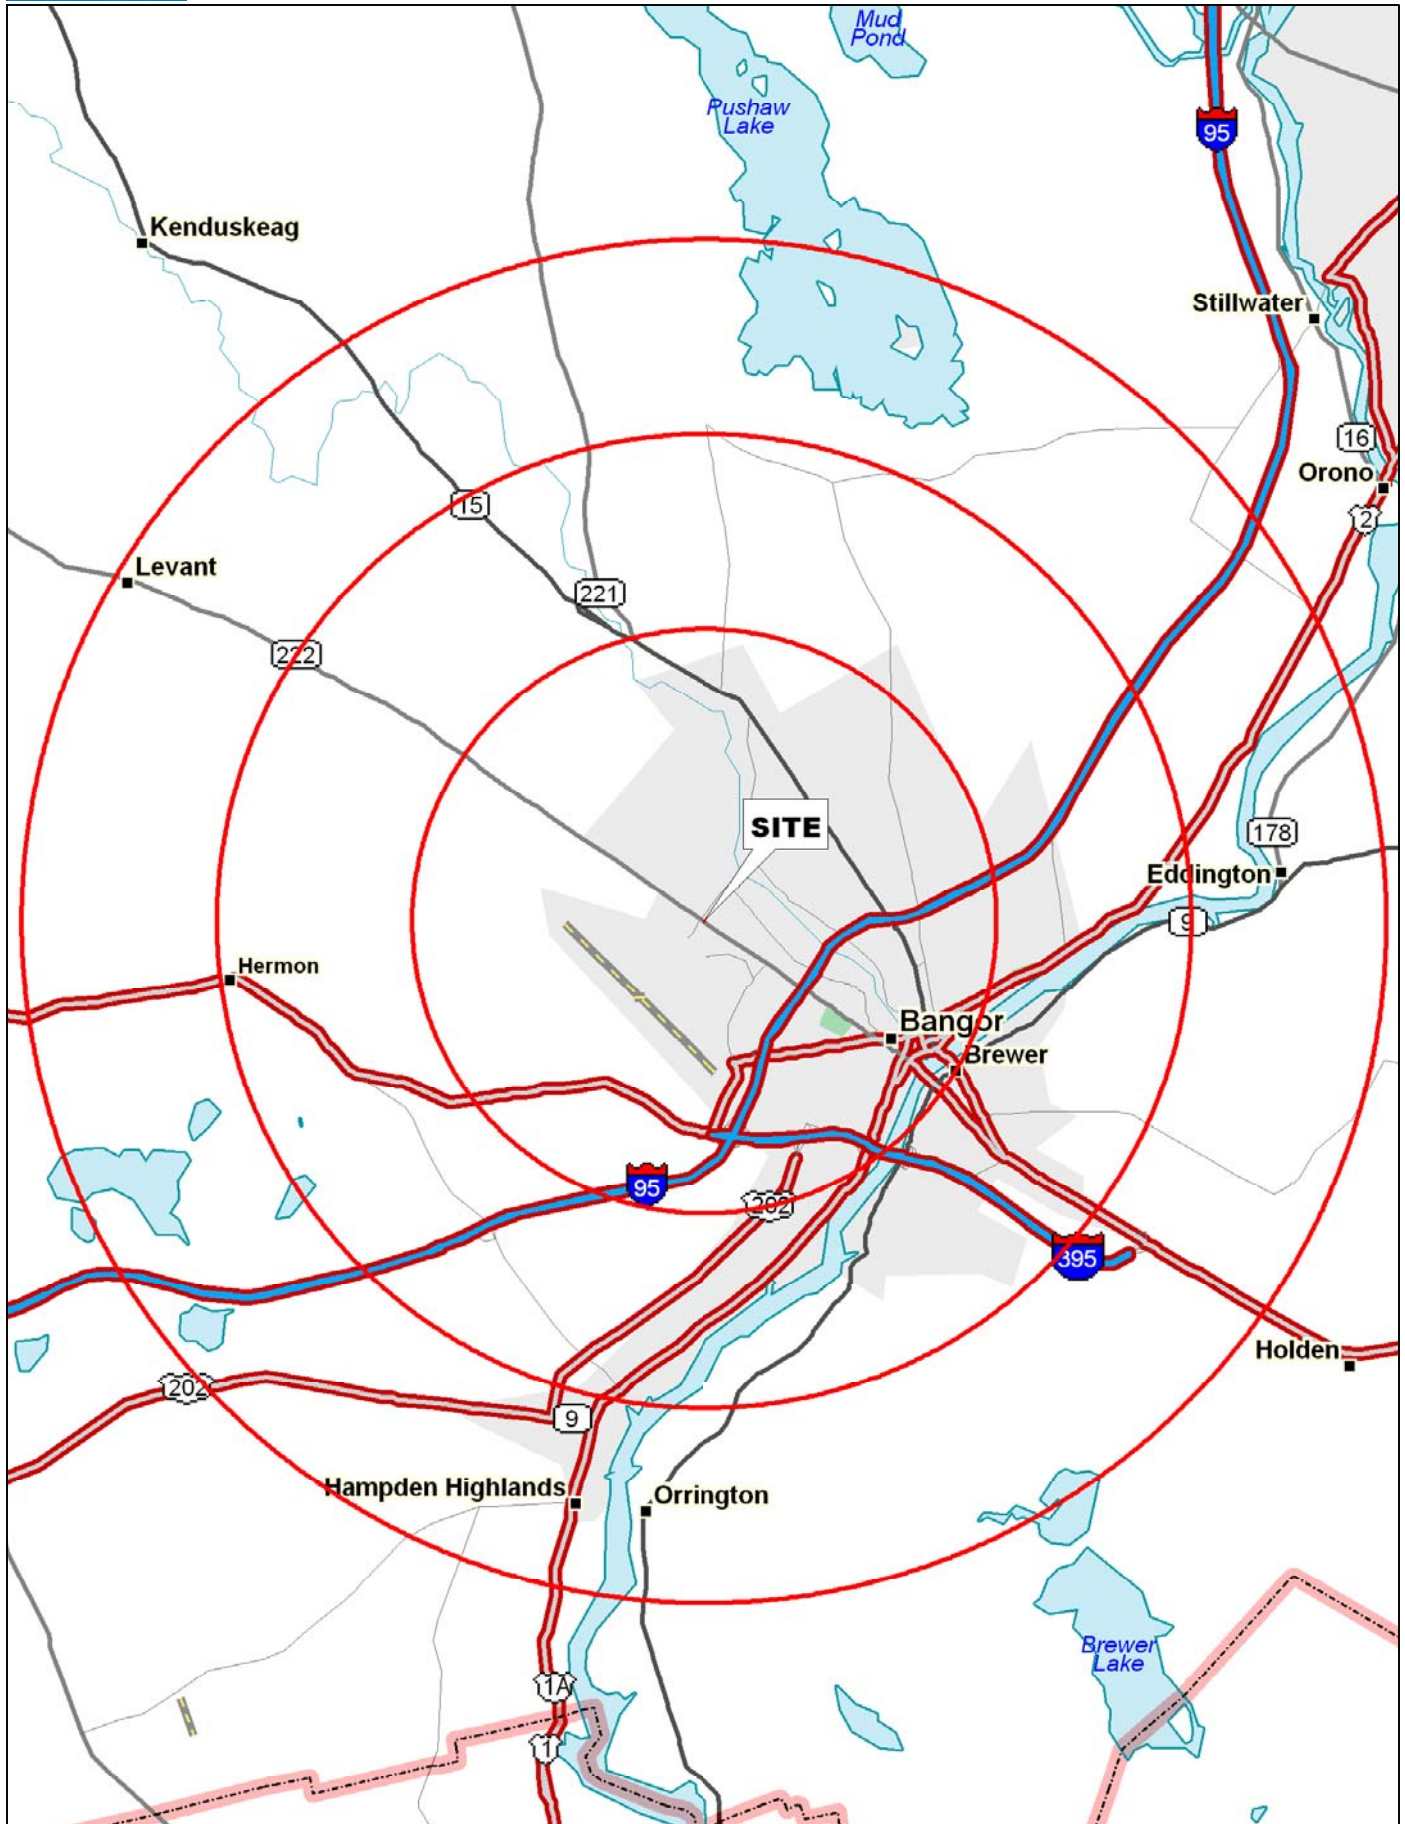 Mud
Pond
Pushaw
Lake
95
Kenduskeag
Stillwater
16
Orono
15
2
Levant
221
222
SITE
178
Eddington
9
Hermon
Bangor
Brewer
95
202
395
Holden
202
9
Hampden Highlands
Orrington
Brewer
Lake
1A
1